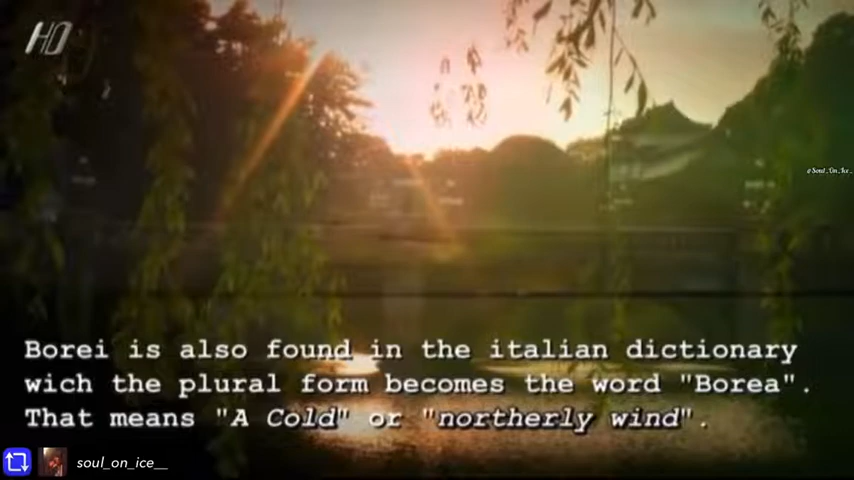 HD
@Soul_On_Ice_
Borei is also found in the italian dictionary
wich the plural form becomes the word "Borea".
That means "A Cold" or "northerly wind".
soul_on_ice__